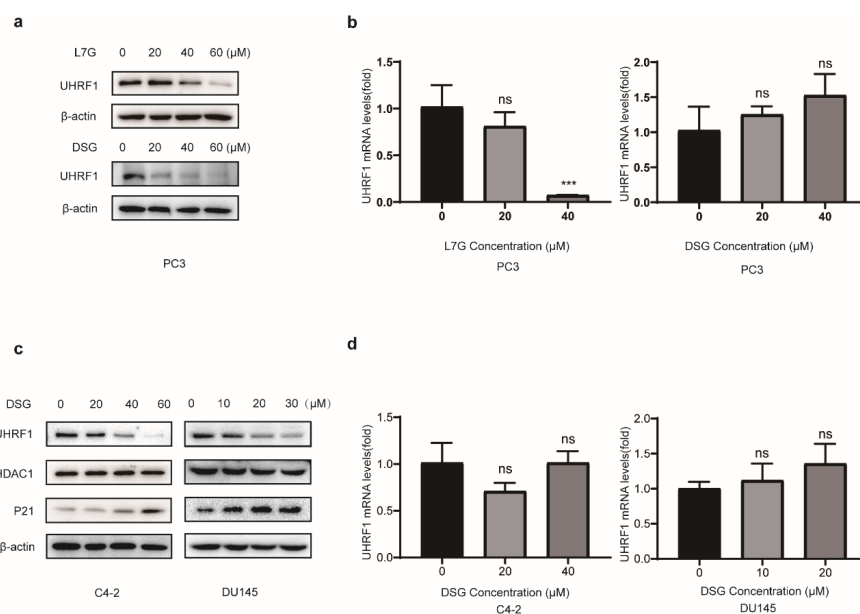 a
L7G 0 20 40 60 (μM)
UHRF1
β-actin
DSG 0 20 40 60 (μM)
UHRF1
β-actin
PC3
b
UHRF1 mRNA levels(fold)
1.5
1.0
0.5
0.0
ns
***
0 20 40
L7G Concentration (μM)
PC3
UHRF1 mRNA levels(fold)
2.0
1.5
1.0
0.5
0.0
ns
ns
0 20 40
DSG Concentration (μM)
PC3
c
DSG 0 20 40 60 0 10 20 30 (μM)
UHRF1
HDAC1
P21
β-actin
C4-2 DU145
d
UHRF1 mRNA levels(fold)
1.5
1.0
0.5
0.0
ns
ns
0 20 40
DSG Concentration (μM)
C4-2
UHRF1 mRNA levels(fold)
2.0
1.5
1.0
0.5
0.0
ns
ns
0 10 20
DSG Concentration (μM)
DU145